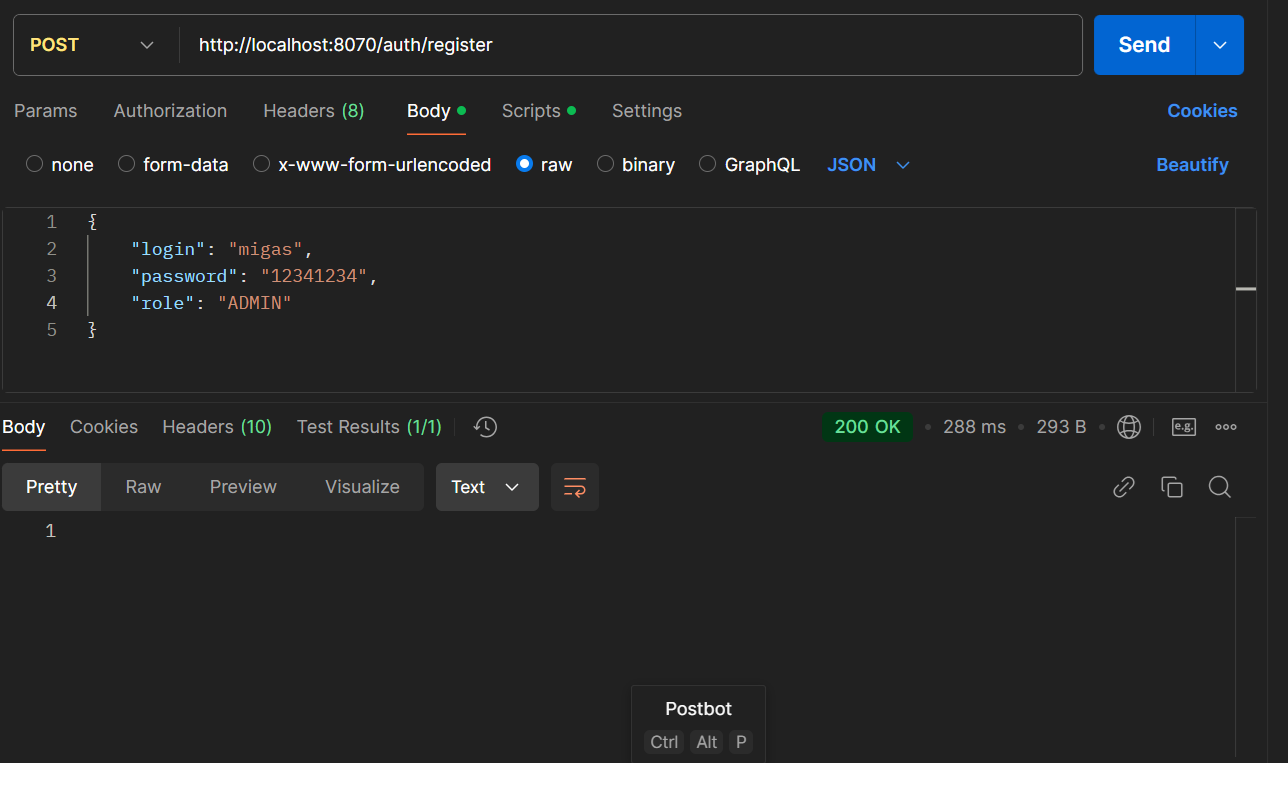 POST http://localhost:8070/auth/register Send
Params Authorization Headers (8) Body Scripts Settings Cookies
none form-data x-www-form-urlencoded raw binary GraphQL JSON Beautify
1 {
2 "login": "migas",
3 "password": "12341234",
4 "role": "ADMIN"
5 }
Body Cookies Headers (10) Test Results (1/1) 200 OK • 288 ms • 293 B • e.g.
Pretty Raw Preview Visualize Text
1
Postbot
Ctrl Alt P